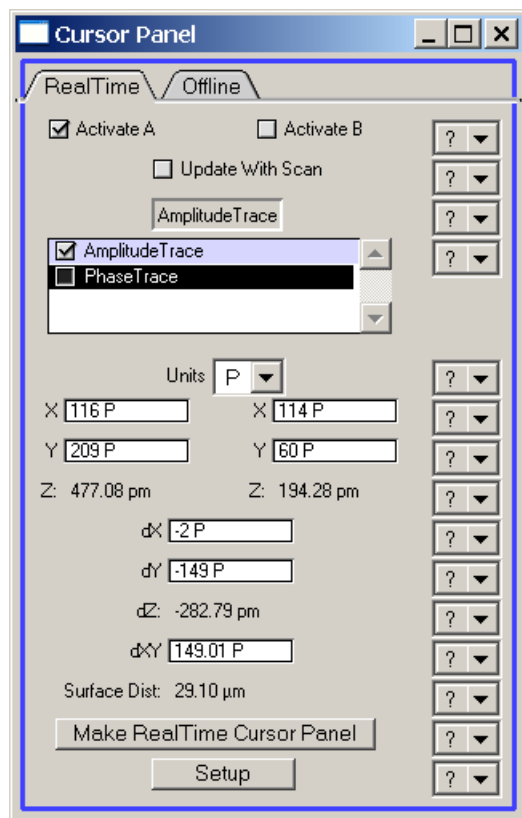 Cursor Panel
RealTime Offline
Activate A Activate B ?
Update With Scan ?
AmplitudeTrace ?
AmplitudeTrace ?
PhaseTrace
Units P ?
X 116 P X 114 P ?
Y 209 P Y 60 P ?
Z: 477.08 pm Z: 194.28 pm ?
dX -2 P ?
dY -149 P ?
dZ: -282.79 pm ?
dXY 149.01 P ?
Surface Dist: 29.10 µm ?
Make RealTime Cursor Panel ?
Setup ?